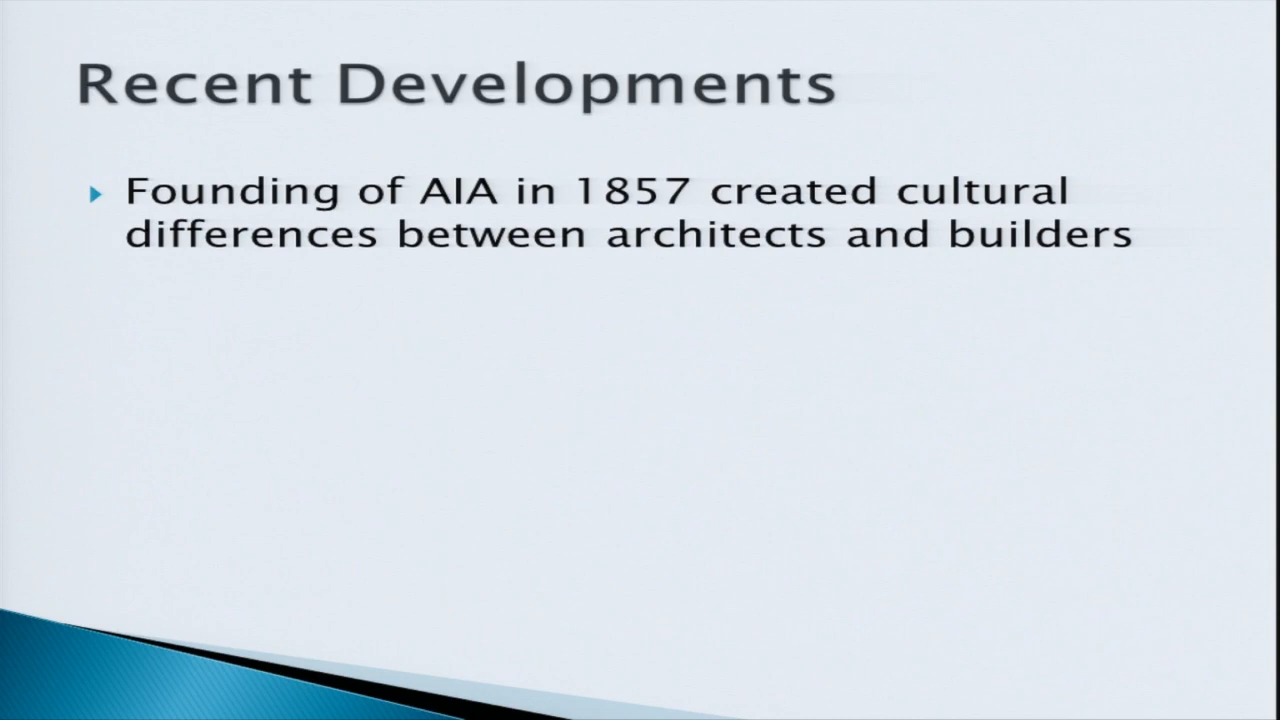 Recent Developments
Founding of AIA in 1857 created cultural
differences between architects and builders